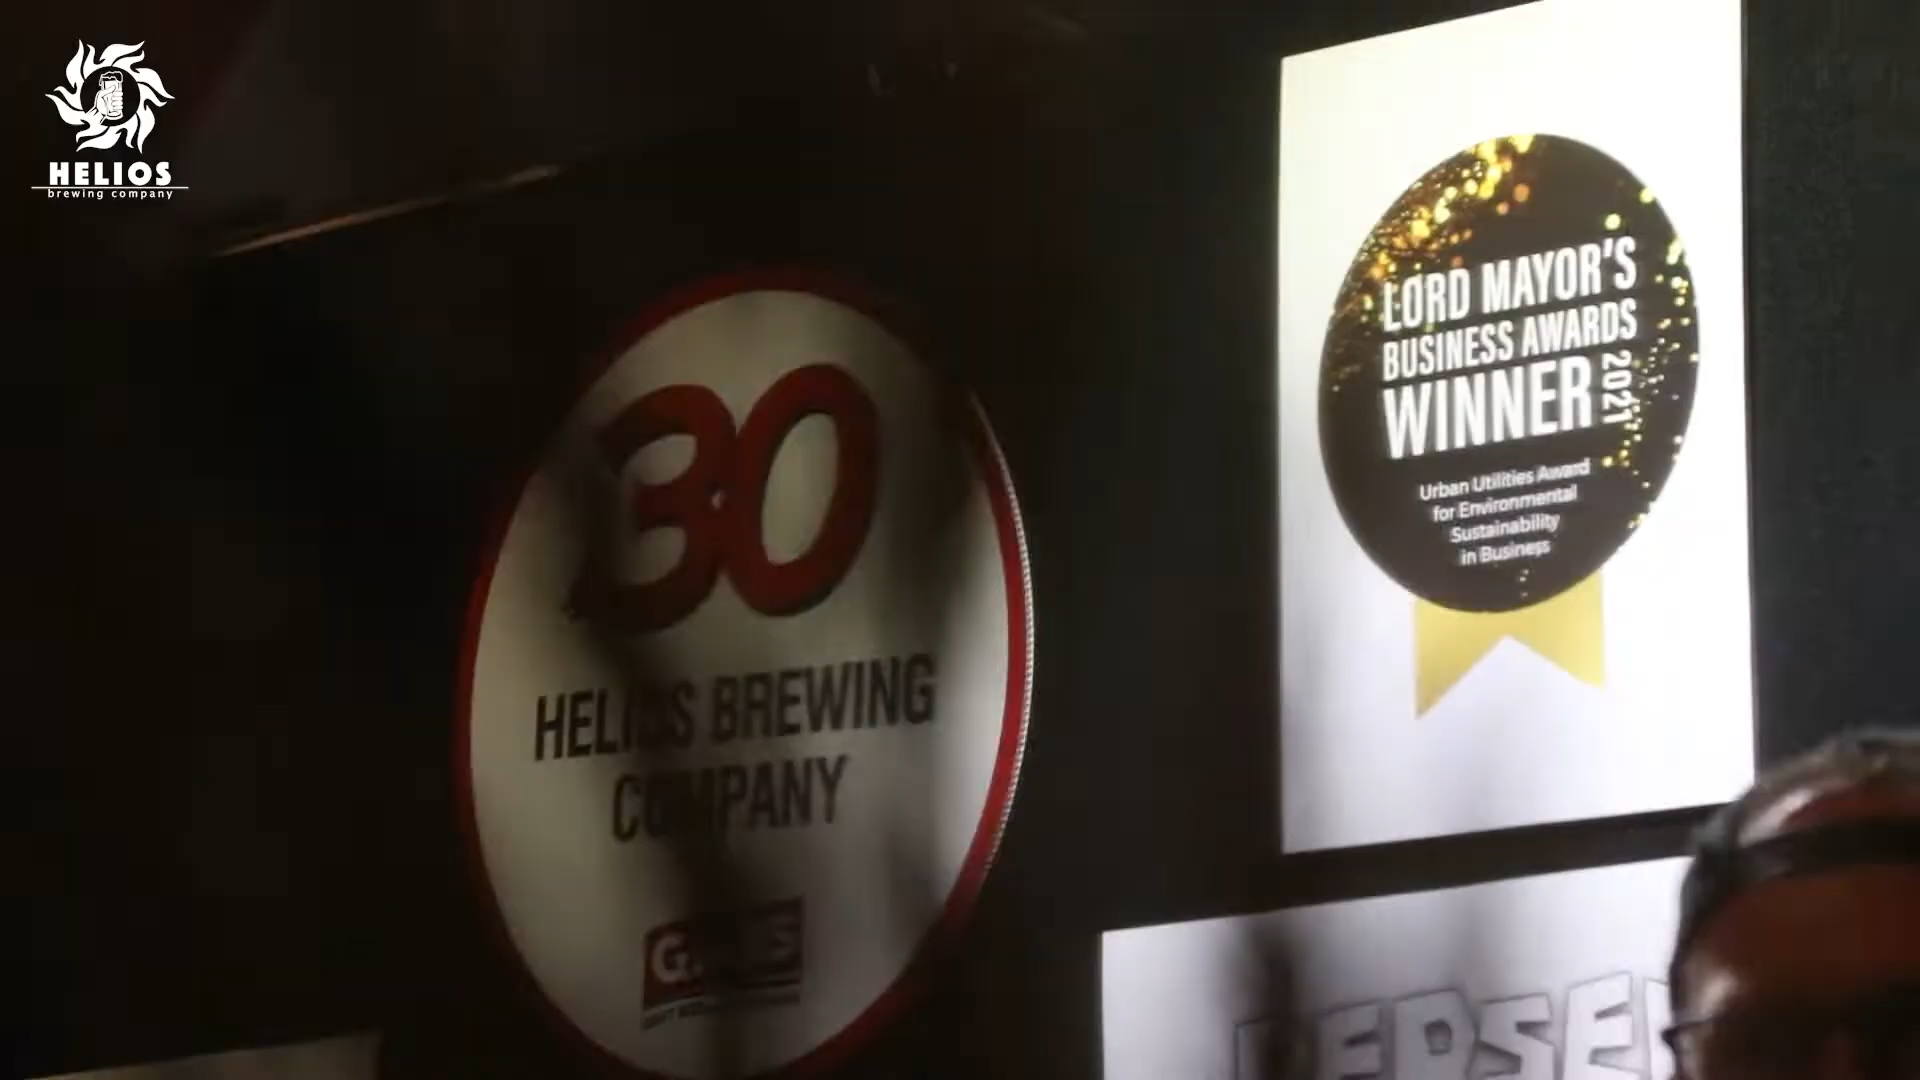 HELIOS
brewing company
LORD MAYOR'S
BUSINESS AWARDS
WINNER 2021
Urban Utilities Award
for Environmental
Sustainability
in Business
30
HELIOS BREWING
COMPANY